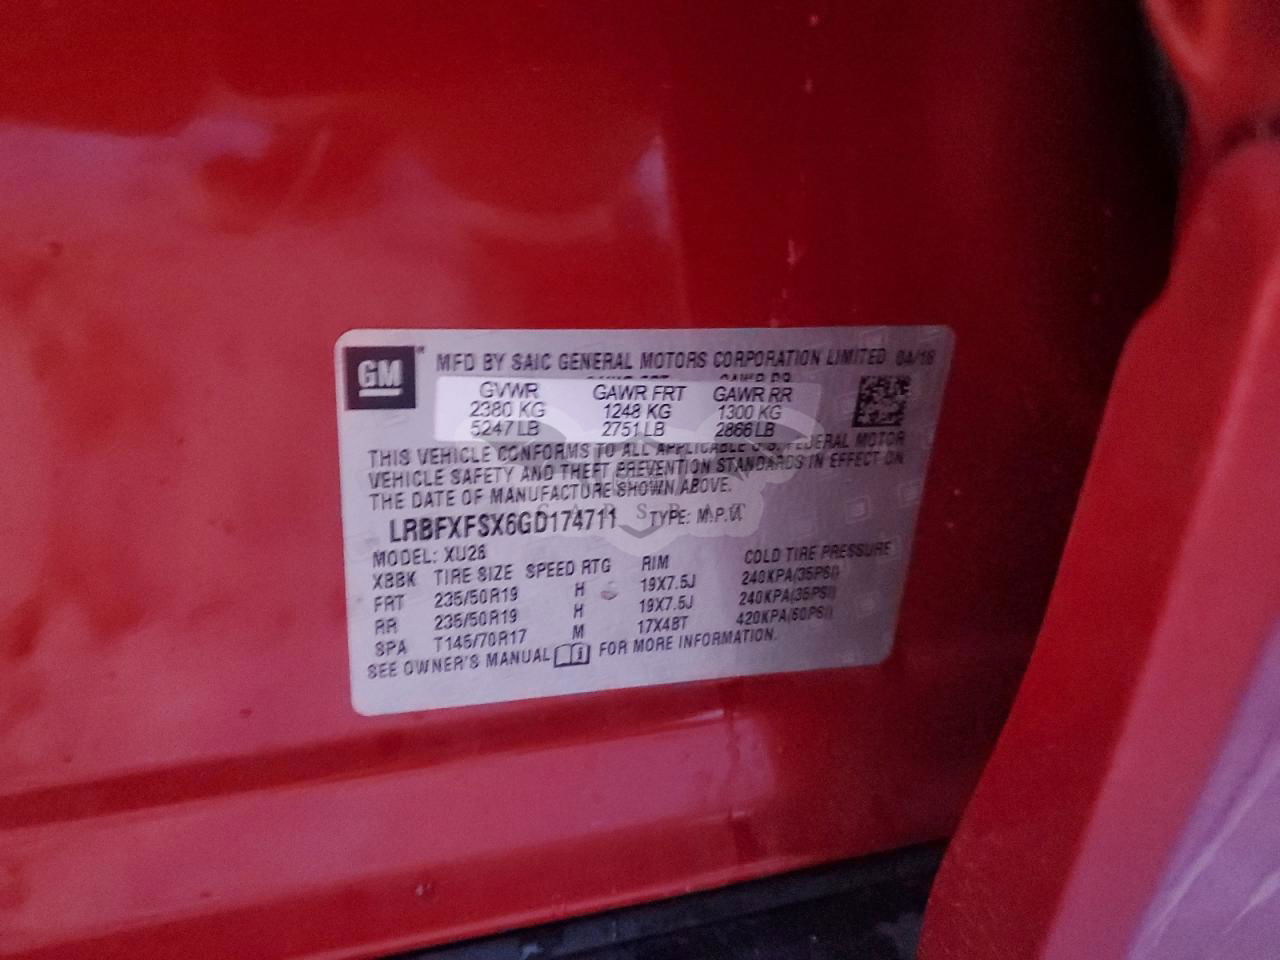 GM
MFD BY SAIC GENERAL MOTORS CORPORATION LIMITED 04/16
GVWR GAWR FRT GAWR RR
2380 KG 1248 KG 1300 KG
5247 LB 2751 LB 2866 LB
THIS VEHICLE CONFORMS TO ALL APPLICABLE U.S. FEDERAL MOTOR
VEHICLE SAFETY AND THEFT PREVENTION STANDARDS IN EFFECT ON
THE DATE OF MANUFACTURE SHOWN ABOVE.
LRBFXFSX6GD174711 TYPE: M.P.V.
MODEL: XU26
XBBK TIRE SIZE SPEED RTG RIM COLD TIRE PRESSURE
FRT 235/50R19 H 19X7.5J 240KPA(35PSI)
RR 235/50R19 H 19X7.5J 240KPA(35PSI)
SPA T145/70R17 M 17X4BT 420KPA(60PSI)
SEE OWNER'S MANUAL FOR MORE INFORMATION.